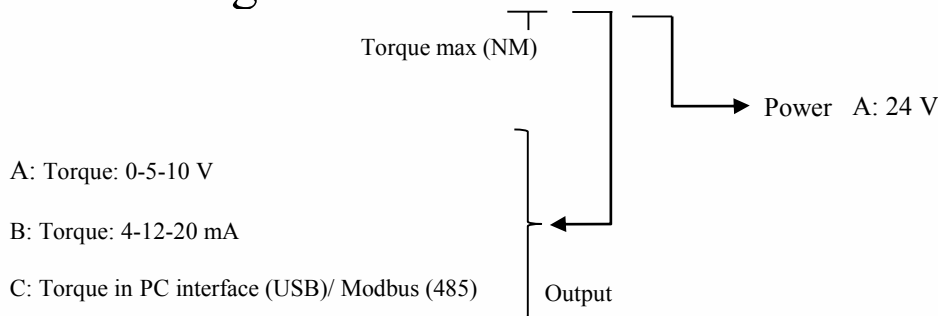 Torque max (NM)
Power A: 24 V
A: Torque: 0-5-10 V
B: Torque: 4-12-20 mA
C: Torque in PC interface (USB)/ Modbus (485)
Output